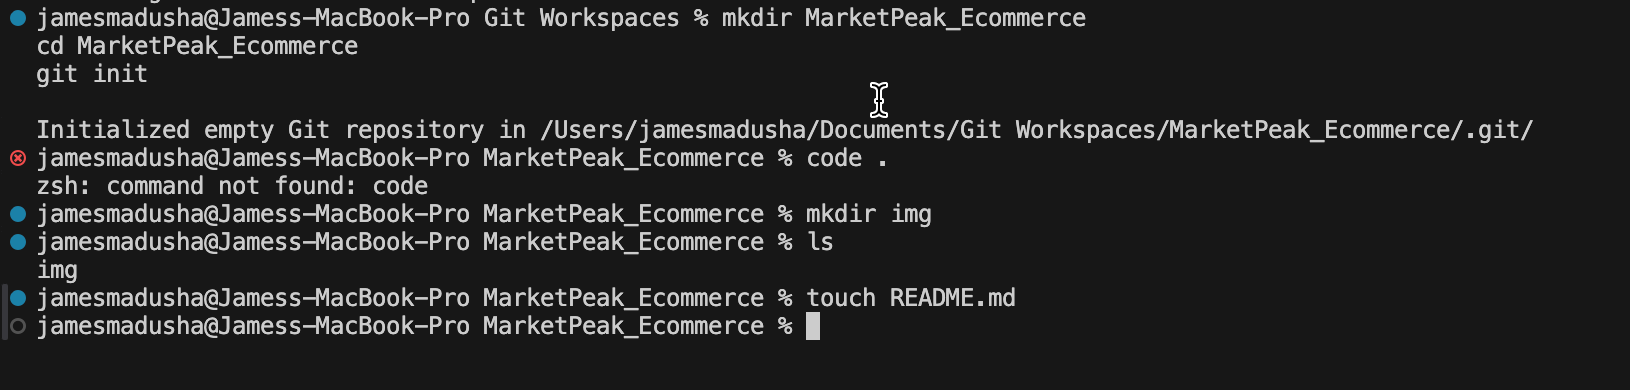 jamesmadusha@Jamess-MacBook-Pro Git Workspaces % mkdir MarketPeak_Ecommerce
cd MarketPeak_Ecommerce
git init
Initialized empty Git repository in /Users/jamesmadusha/Documents/Git Workspaces/MarketPeak_Ecommerce/.git/
jamesmadusha@Jamess-MacBook-Pro MarketPeak_Ecommerce % code .
zsh: command not found: code
jamesmadusha@Jamess-MacBook-Pro MarketPeak_Ecommerce % mkdir img
jamesmadusha@Jamess-MacBook-Pro MarketPeak_Ecommerce % ls
img
jamesmadusha@Jamess-MacBook-Pro MarketPeak_Ecommerce % touch README.md
jamesmadusha@Jamess-MacBook-Pro MarketPeak_Ecommerce %